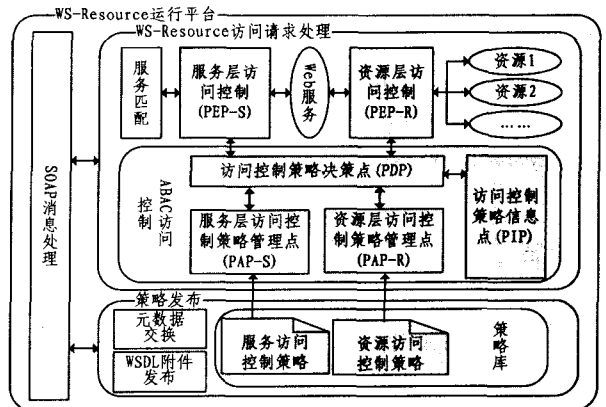 WS-Resource运行平台
WS-Resource访问请求处理
SOAP消息处理
服务
匹配
服务层访
问控制
(PEP-S)
Web服务
资源层访
问控制
(PEP-R)
资源1
资源2
……
ABAC访问
控制
访问控制策略决策点(PDP)
服务层访问控
制策略管理点
(PAP-S)
资源层访问控
制策略管理点
(PAP-R)
访问控制
策略信息
点(PIP)
策略发布
元数据
交换
WSDL附件
发布
服务访问
控制策略
资源访问
控制策略
策略库